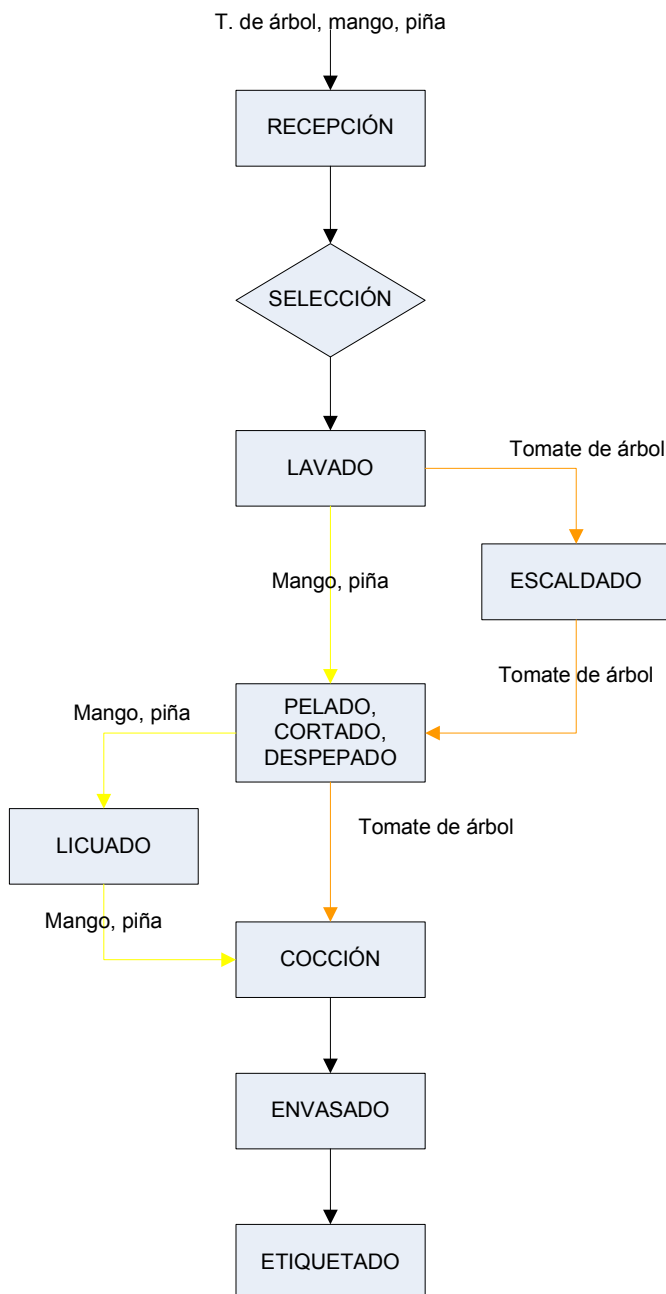 T. de árbol, mango, piña
RECEPCIÓN
SELECCIÓN
LAVADO
Tomate de árbol
Mango, piña
ESCALDADO
Tomate de árbol
PELADO,
CORTADO,
DESPEPADO
Mango, piña
Tomate de árbol
LICUADO
Mango, piña
COCCIÓN
ENVASADO
ETIQUETADO